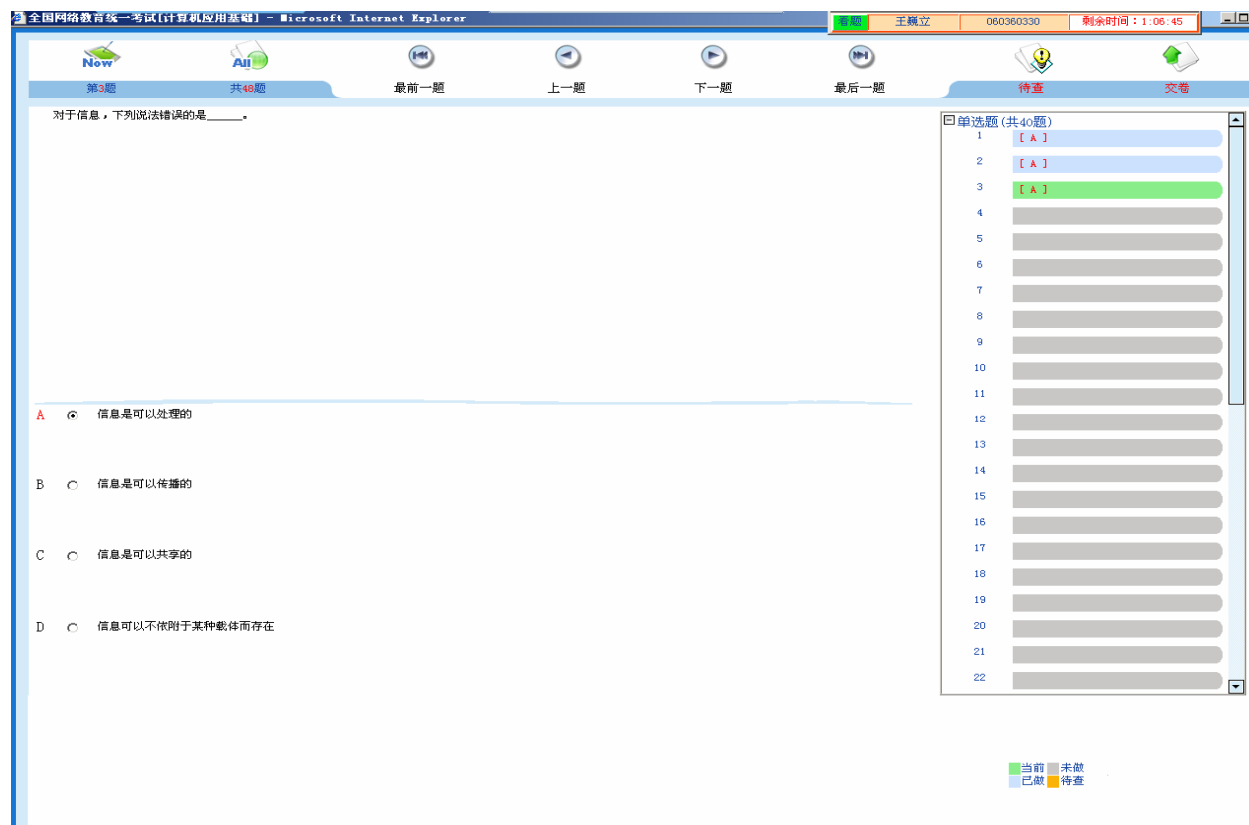 全国网络教育统一考试[计算机应用基础] - Microsoft Internet Explorer
看题 王巍立 060360330 剩余时间：1:06:45
Now All
第3题 共48题 最前一题 上一题 下一题 最后一题 待查 交卷
对于信息，下列说法错误的是_____。
A 信息是可以处理的
B 信息是可以传播的
C 信息是可以共享的
D 信息可以不依附于某种载体而存在
单选题(共40题)
1 [ A ]
2 [ A ]
3 [ A ]
4
5
6
7
8
9
10
11
12
13
14
15
16
17
18
19
20
21
22
当前 未做
已做 待查